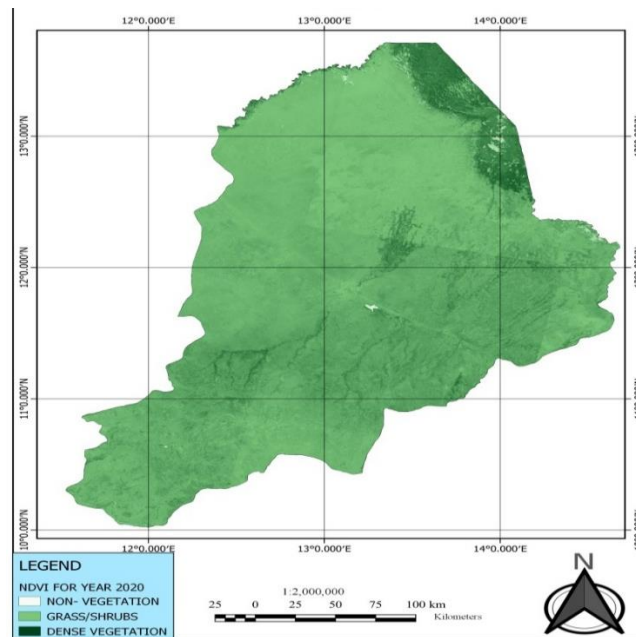 12°0.000'E 13°0.000'E 14°0.000'E
13°0.000'N
12°0.000'N
11°0.000'N
10°0.000'N
12°0.000'E 13°0.000'E 14°0.000'E
LEGEND
NDVI FOR YEAR 2020
NON- VEGETATION
GRASS/SHRUBS
DENSE VEGETATION
1:2,000,000
25 0 25 50 75 100 km
Kilometers
N